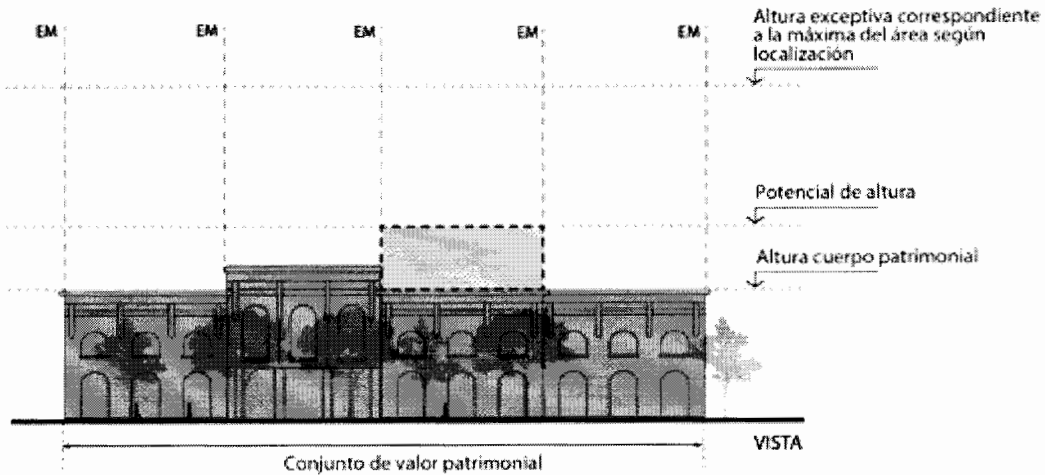 EM EM EM EM EM
Altura exceptiva correspondiente
a la máxima del área según
localización
Potencial de altura
Altura cuerpo patrimonial
VISTA
Conjunto de valor patrimonial